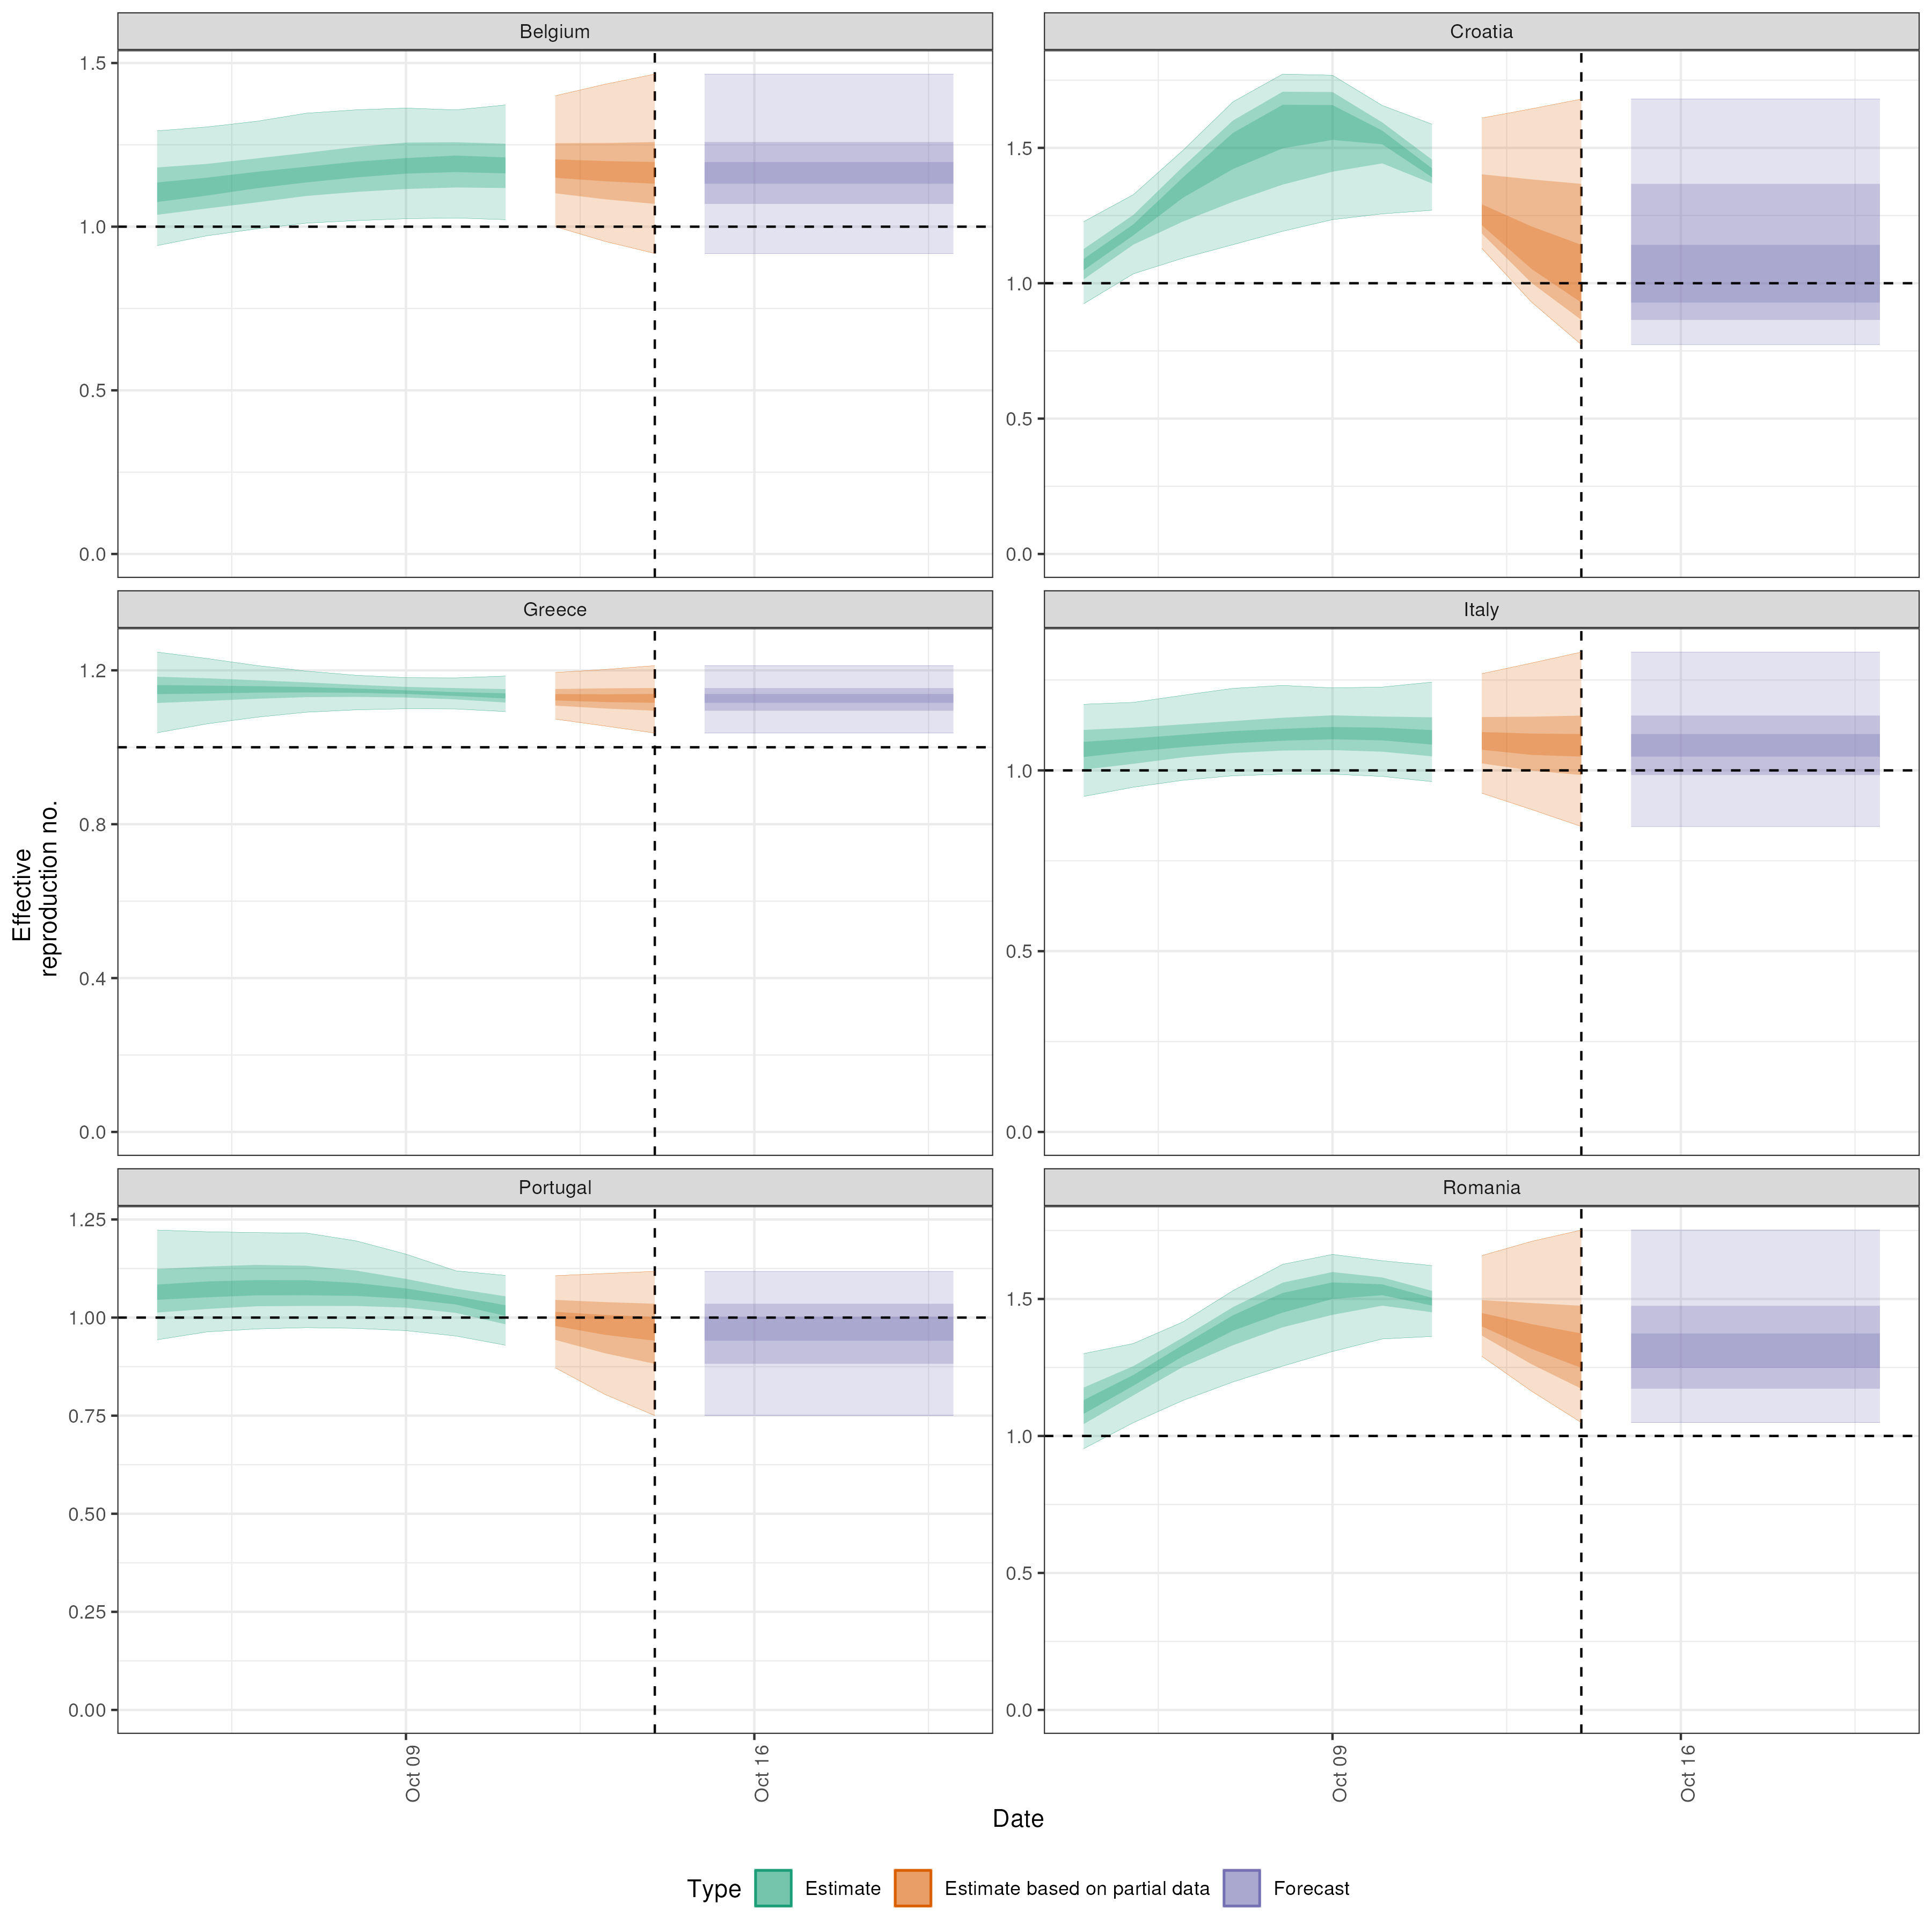 Belgium
Croatia
1.5
1.0
0.5
0.0
1.5
1.0
0.5
0.0
Greece
Italy
1.2
0.8
0.4
0.0
1.0
0.5
0.0
Portugal
Romania
1.25
1.00
0.75
0.50
0.25
0.00
1.5
1.0
0.5
0.0
Effective
reproduction no.
Oct 09
Oct 16
Oct 09
Oct 16
Date
Type Estimate Estimate based on partial data Forecast